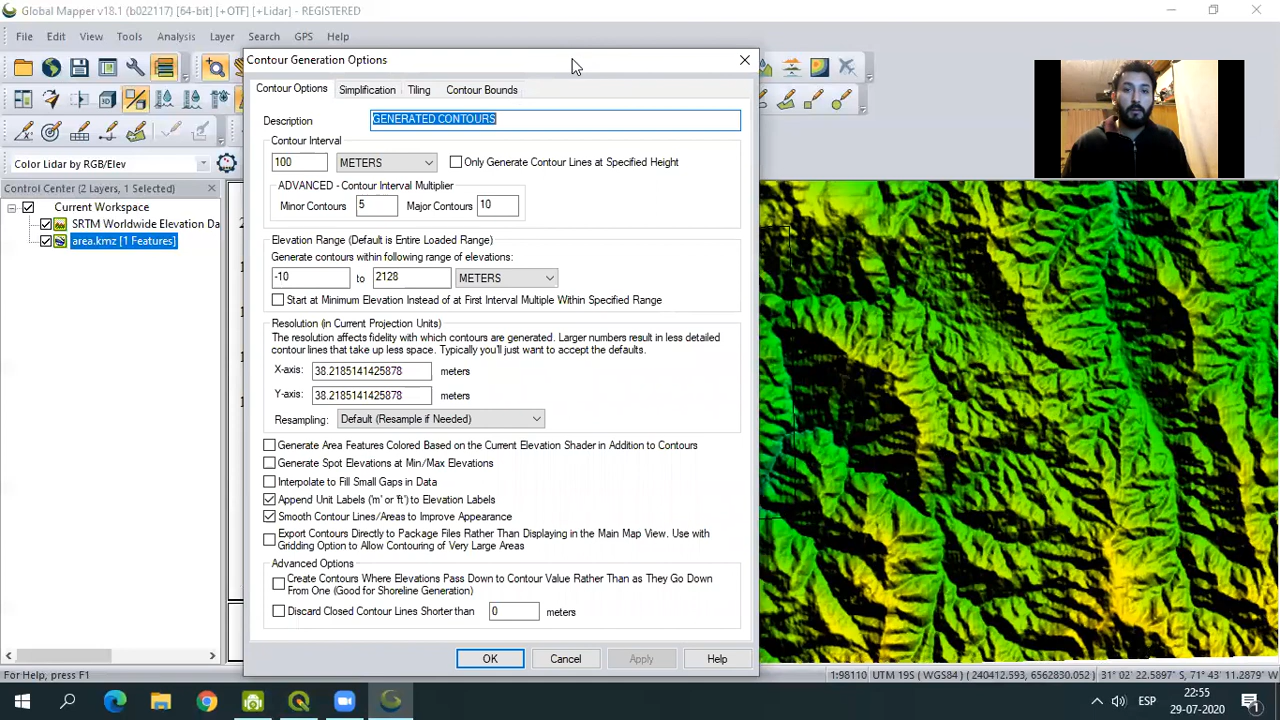 Global Mapper v18.1 (b022117) [64-bit] [+OTF] [+Lidar] - REGISTERED
File Edit View Tools Analysis Layer Search GPS Help
Color Lidar by RGB/Elev
Control Center (2 Layers, 1 Selected)
Current Workspace
SRTM Worldwide Elevation Da
area.kmz [1 Features]
Contour Generation Options
Contour Options Simplification Tiling Contour Bounds
Description GENERATED CONTOURS
Contour Interval
100 METERS Only Generate Contour Lines at Specified Height
ADVANCED - Contour Interval Multiplier
Minor Contours 5 Major Contours 10
Elevation Range (Default is Entire Loaded Range)
Generate contours within following range of elevations:
-10 to 2128 METERS
Start at Minimum Elevation Instead of at First Interval Multiple Within Specified Range
Resolution (in Current Projection Units)
The resolution affects fidelity with which contours are generated. Larger numbers result in less detailed
contour lines that take up less space. Typically you'll just want to accept the defaults.
X-axis: 38.2185141425878 meters
Y-axis: 38.2185141425878 meters
Resampling: Default (Resample if Needed)
Generate Area Features Colored Based on the Current Elevation Shader in Addition to Contours
Generate Spot Elevations at Min/Max Elevations
Interpolate to Fill Small Gaps in Data
Append Unit Labels ('m' or 'ft') to Elevation Labels
Smooth Contour Lines/Areas to Improve Appearance
Export Contours Directly to Package Files Rather Than Displaying in the Main Map View. Use with
Gridding Option to Allow Contouring of Very Large Areas
Advanced Options
Create Contours Where Elevations Pass Down to Contour Value Rather Than as They Go Down
From One (Good for Shoreline Generation)
Discard Closed Contour Lines Shorter than 0 meters
OK Cancel Apply Help
For Help, press F1
1:98110 UTM 19S (WGS84) (240412.593, 6562830.052) 31° 02' 22.5897" S, 71° 43' 11.2879" W
ESP
22:55
29-07-2020